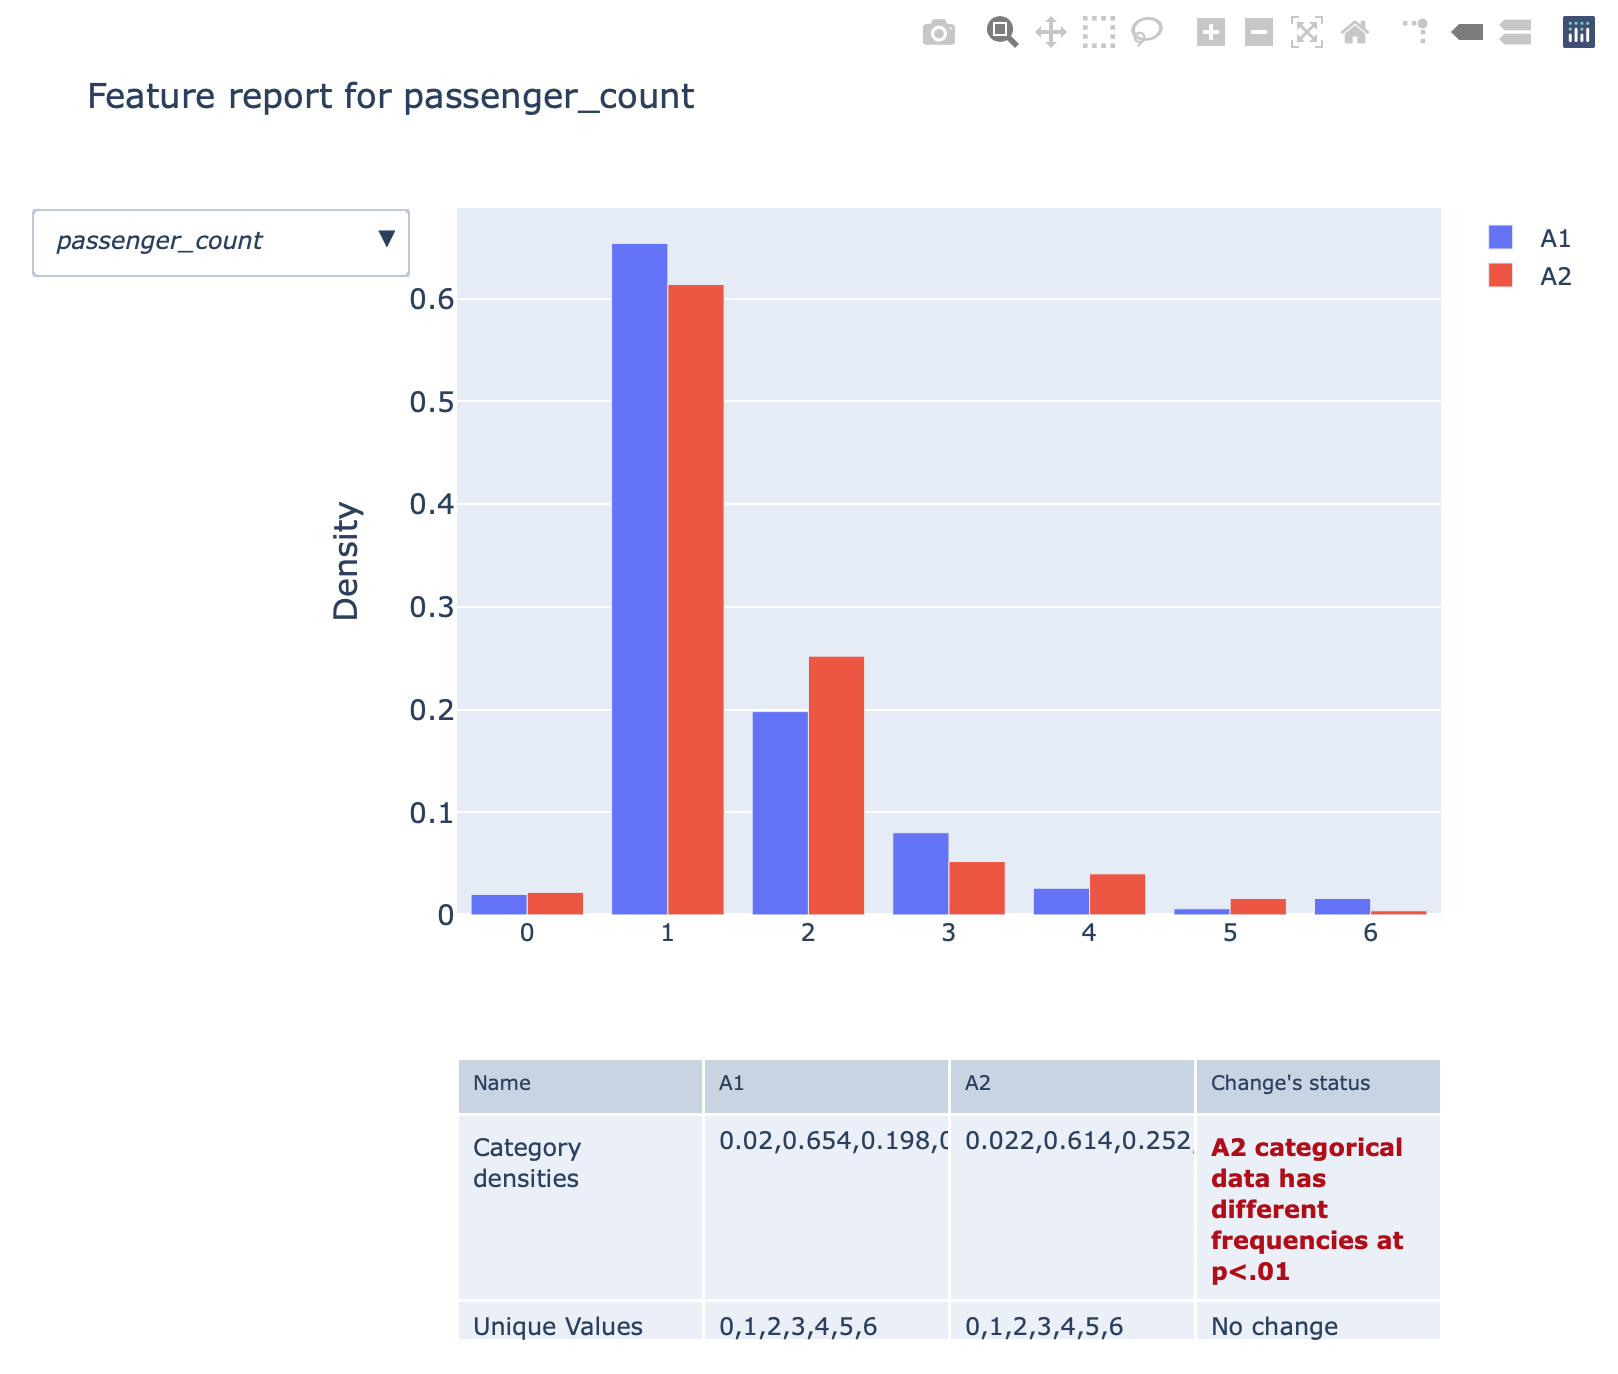 Feature report for passenger_count
passenger_count ▼
A1
A2
Density
0.6
0.5
0.4
0.3
0.2
0.1
0
0 1 2 3 4 5 6
Name A1 A2 Change's status
Category
densities
0.02,0.654,0.198,0 0.022,0.614,0.252,
A2 categorical
data has
different
frequencies at
p<.01
Unique Values 0,1,2,3,4,5,6 0,1,2,3,4,5,6 No change